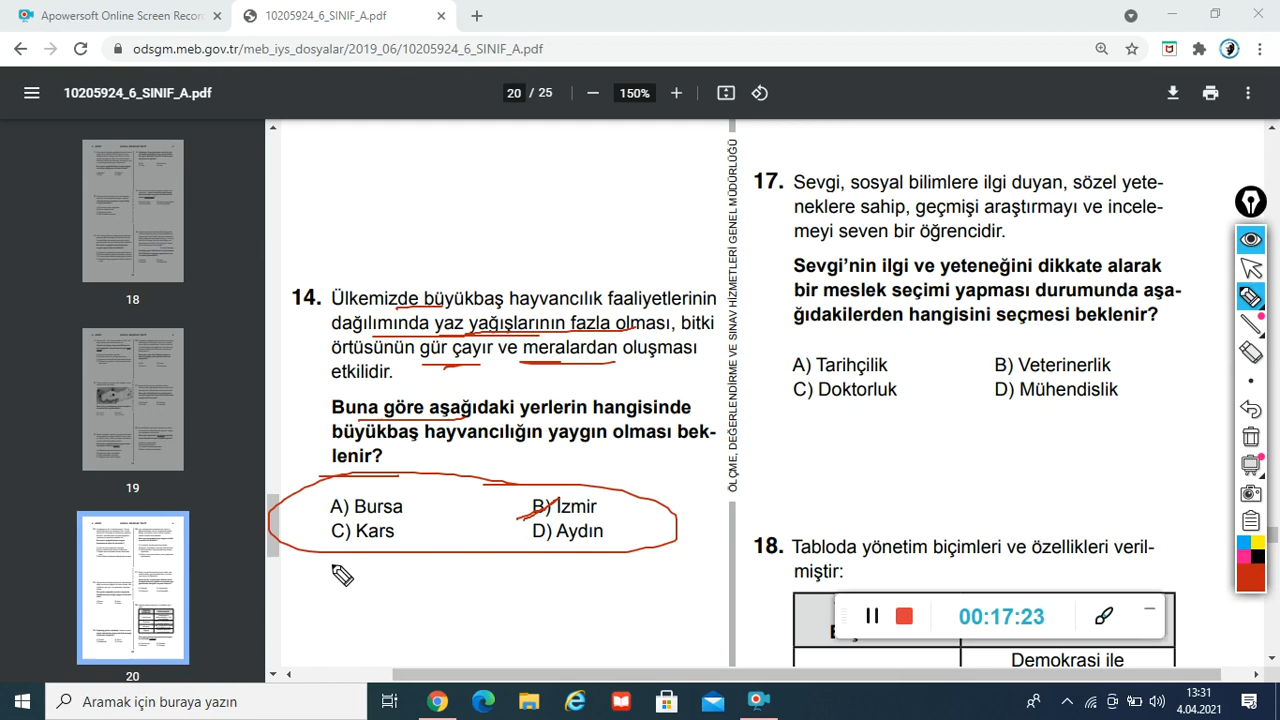 Apowersoft Online Screen Recor
10205924_6_SINIF_A.pdf
odsgm.meb.gov.tr/meb_iys_dosyalar/2019_06/10205924_6_SINIF_A.pdf
10205924_6_SINIF_A.pdf
20 / 25
150%
18
19
20
14. Ülkemizde büyükbaş hayvancılık faaliyetlerinin
dağılımında yaz yağışlarının fazla olması, bitki
örtüsünün gür çayır ve meralardan oluşması
etkilidir.
Buna göre aşağıdaki yerlerin hangisinde
büyükbaş hayvancılığın yaygın olması bek-
lenir?
A) Bursa B) İzmir
C) Kars D) Aydın
ÖLÇME, DEĞERLENDİRME VE SINAV HİZMETLERİ GENEL MÜDÜRLÜĞÜ
17. Sevgi, sosyal bilimlere ilgi duyan, sözel yete-
neklere sahip, geçmişi araştırmayı ve incele-
meyi seven bir öğrencidir.
Sevgi’nin ilgi ve yeteneğini dikkate alarak
bir meslek seçimi yapması durumunda aşa-
ğıdakilerden hangisini seçmesi beklenir?
A) Tarihçilik B) Veterinerlik
C) Doktorluk D) Mühendislik
18. Tabloda yönetim biçimleri ve özellikleri veril-
miştir:
00:17:23
Demokrasi ile
Aramak için buraya yazın
13:31
4.04.2021